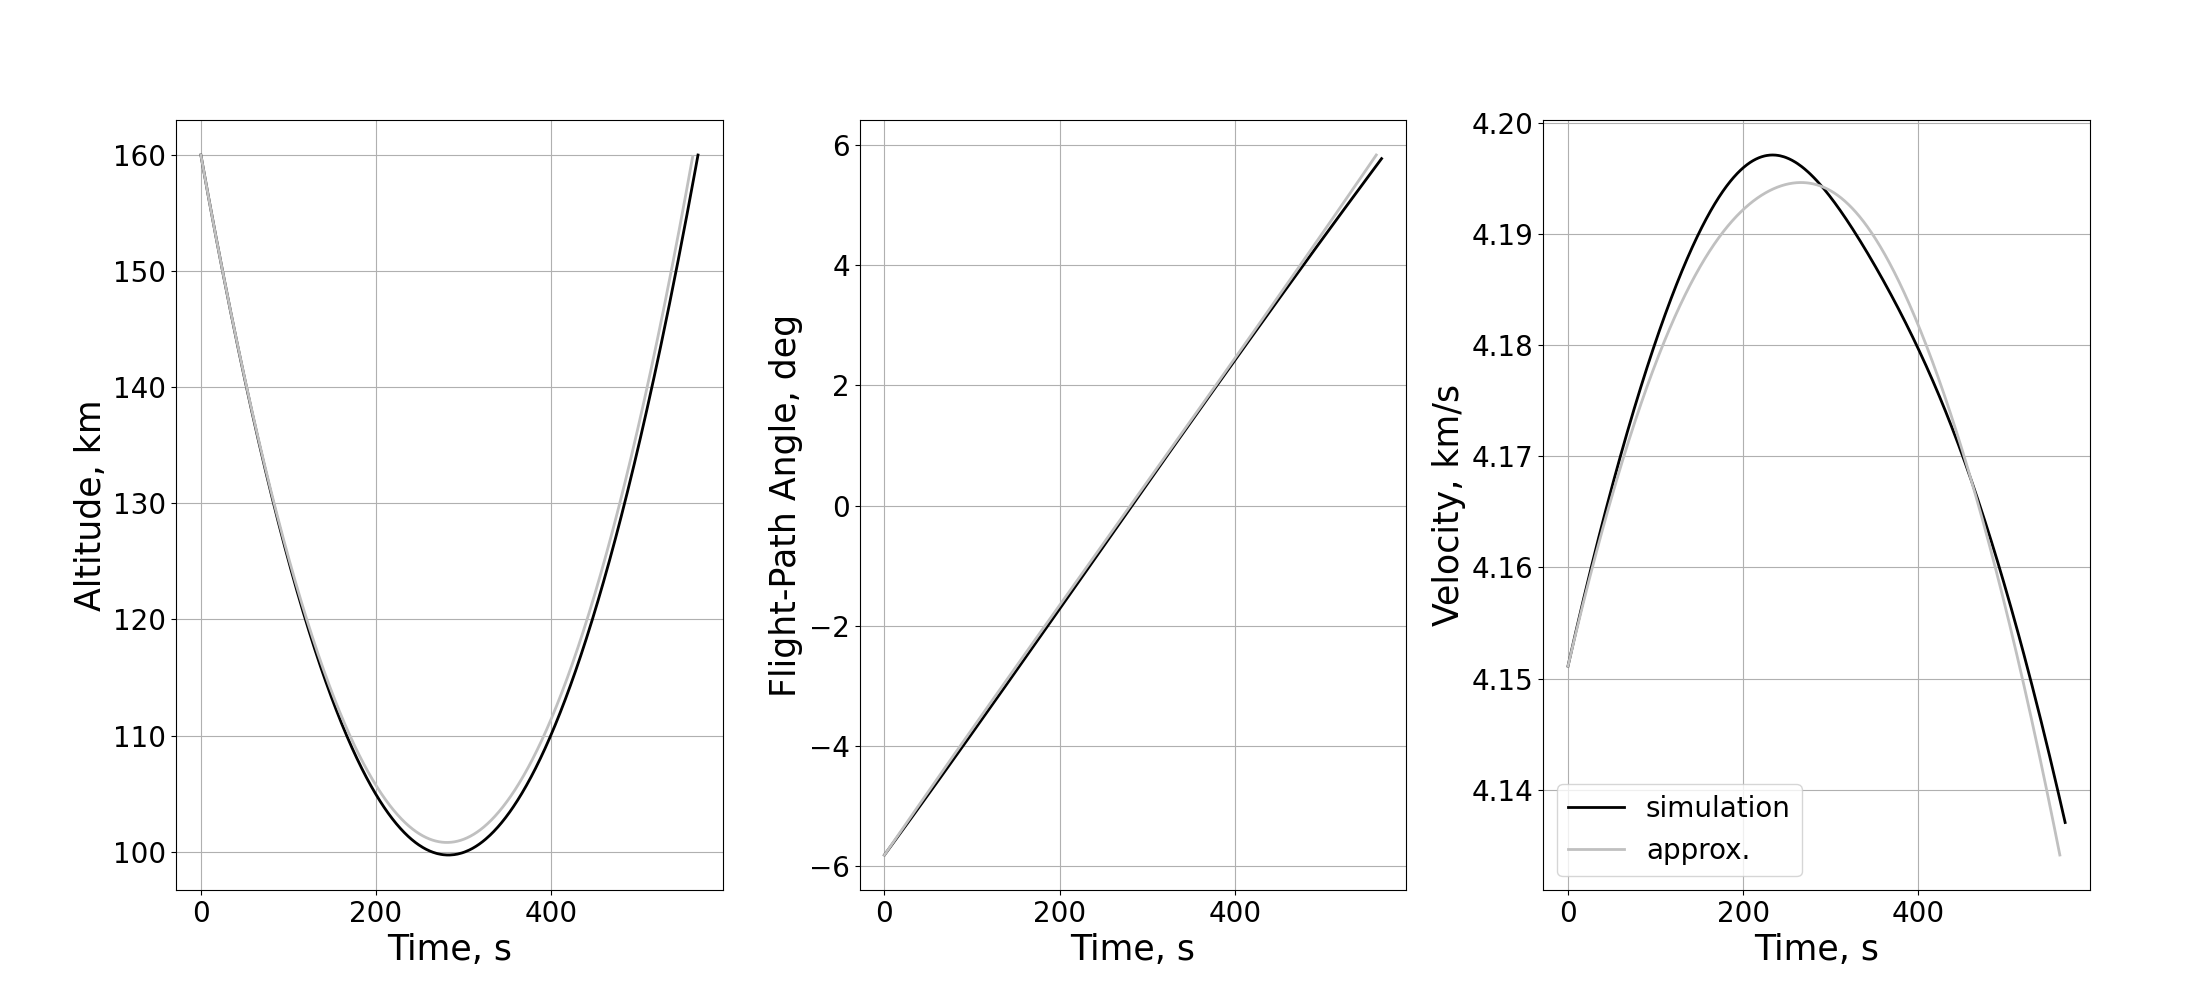 Altitude, km
160
150
140
130
120
110
100
0 200 400
Time, s
Flight-Path Angle, deg
6
4
2
0
−2
−4
−6
0 200 400
Time, s
Velocity, km/s
4.20
4.19
4.18
4.17
4.16
4.15
4.14
simulation
approx.
0 200 400
Time, s